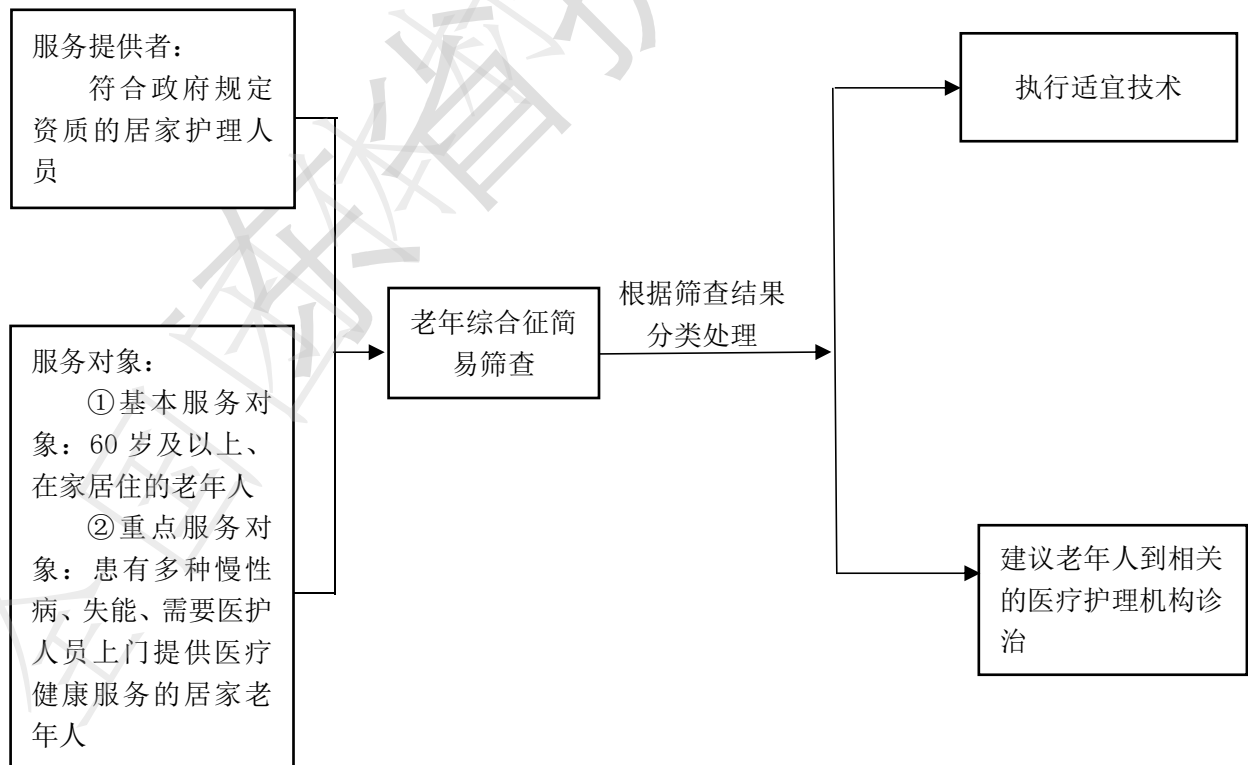 服务提供者：
符合政府规定
资质的居家护理人
员
服务对象：
①基本服务对
象：60 岁及以上、
在家居住的老年人
②重点服务对
象：患有多种慢性
病、失能、需要医护
人员上门提供医疗
健康服务的居家老
年人
老年综合征简
易筛查
根据筛查结果
分类处理
执行适宜技术
建议老年人到相关
的医疗护理机构诊
治